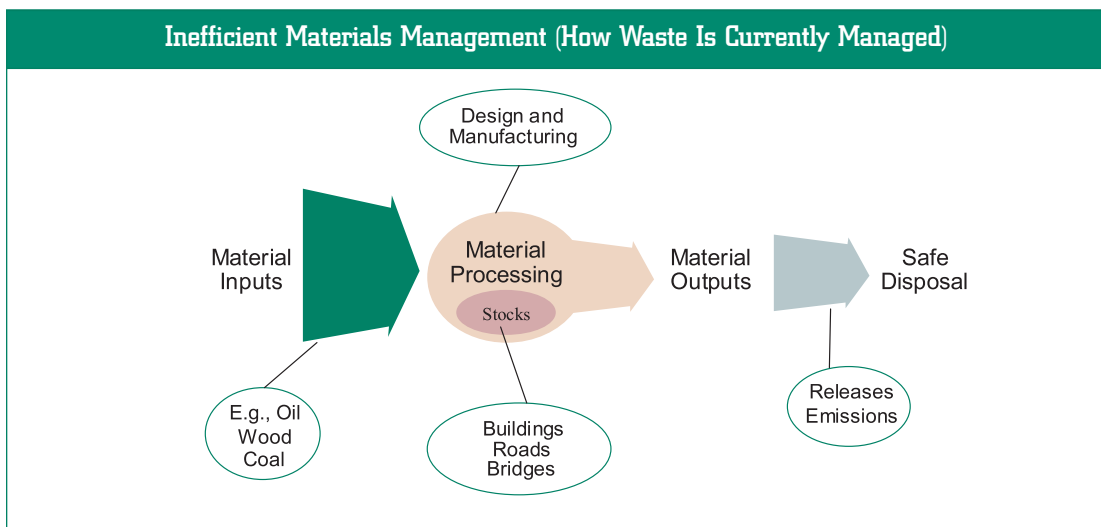 Inefficient Materials Management (How Waste Is Currently Managed)
Design and
Manufacturing
Material
Inputs
Material
Processing
Stocks
Material
Outputs
Safe
Disposal
E.g., Oil
Wood
Coal
Buildings
Roads
Bridges
Releases
Emissions